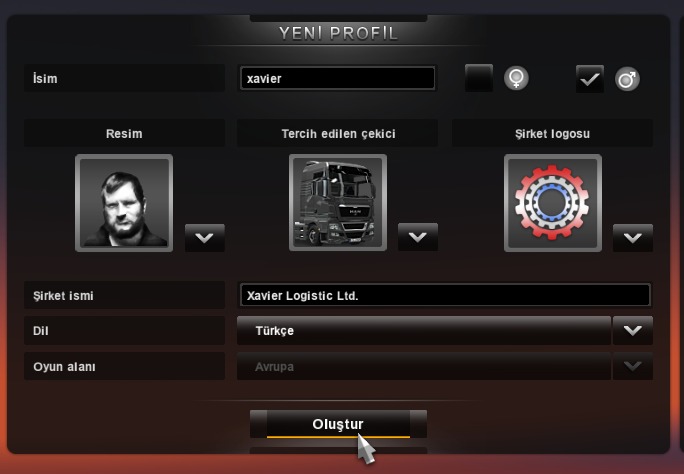 YENİ PROFİL
İsim
xavier
Resim
Tercih edilen çekici
Şirket logosu
Şirket ismi
Xavier Logistic Ltd.
Dil
Türkçe
Oyun alanı
Avrupa
Oluştur